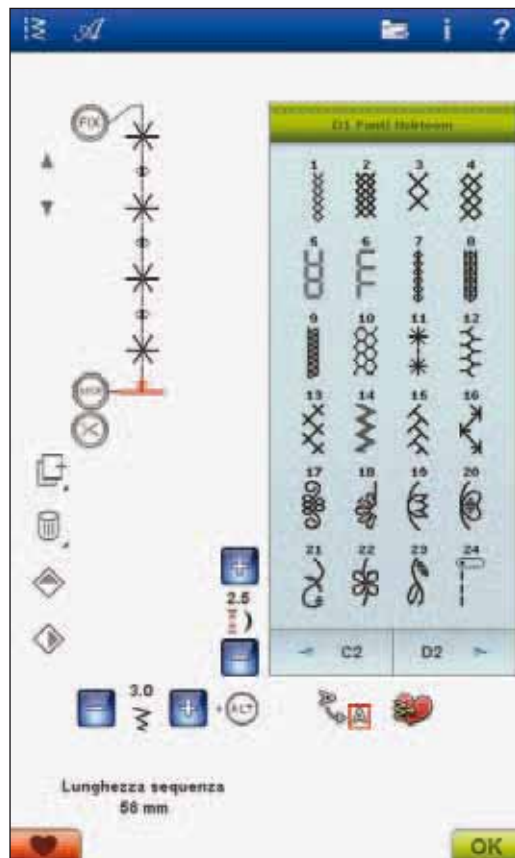 A
i
?
FIX
D1 Punti Heirloom
1 2 3 4
5 6 7 8
9 10 11 12
13 14 15 16
17 18 19 20
21 22 23 24
STOP
2.5
C2 D2
3.0
ALT
A
Lunghezza sequenza
56 mm
OK